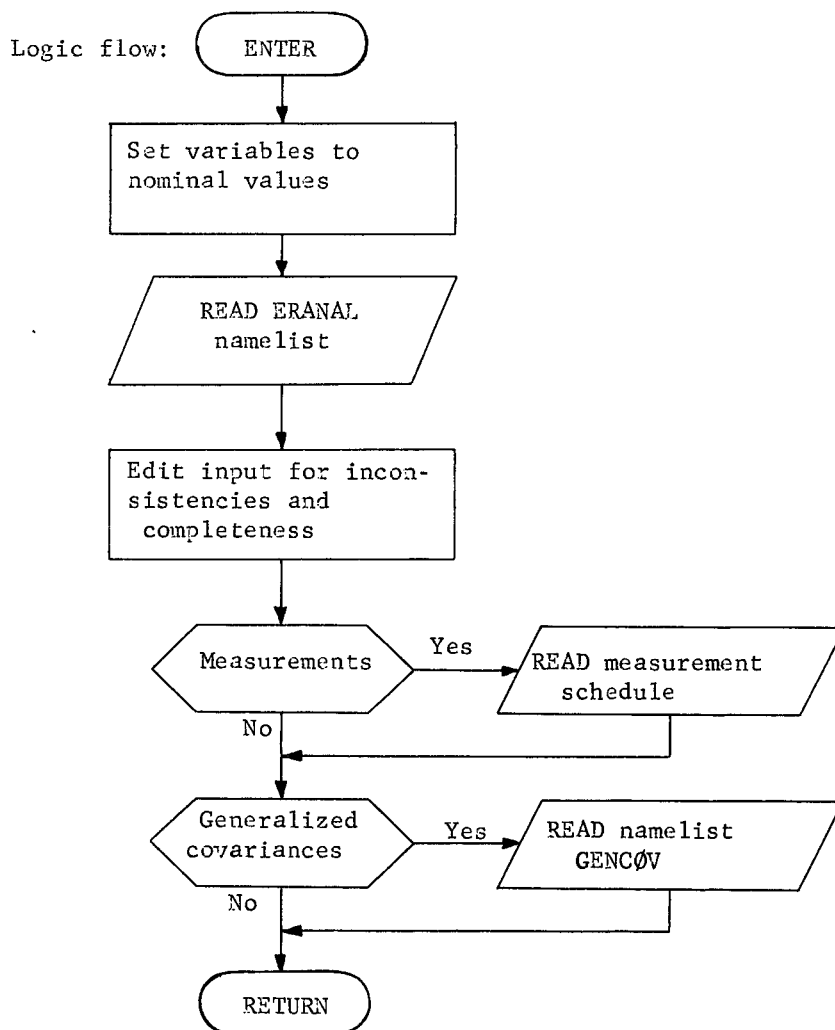 Logic flow:
ENTER
Set variables to
nominal values
READ ERANAL
namelist
Edit input for incon-
sistencies and
completeness
Measurements
Yes
READ measurement
schedule
No
Generalized
covariances
Yes
READ namelist
GENCØV
No
RETURN